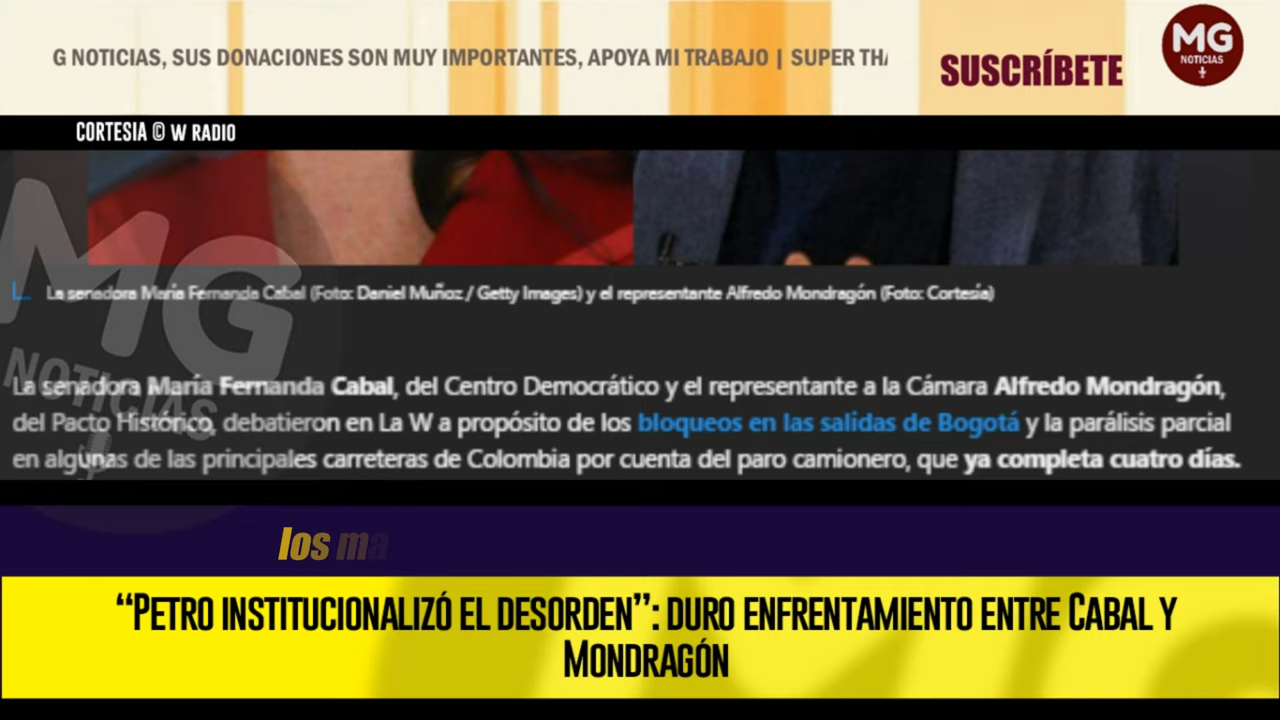 G NOTICIAS, SUS DONACIONES SON MUY IMPORTANTES, APOYA MI TRABAJO | SUPER THA
SUSCRÍBETE
MG
NOTICIAS
CORTESIA © W RADIO
MG
NOTICIAS
La senadora María Fernanda Cabal (Foto: Daniel Muñoz / Getty Images) y el representante Alfredo Mondragón (Foto: Cortesía)
La senadora María Fernanda Cabal, del Centro Democrático y el representante a la Cámara Alfredo Mondragón,
del Pacto Histórico, debatieron en La W a propósito de los bloqueos en las salidas de Bogotá y la parálisis parcial
en algunas de las principales carreteras de Colombia por cuenta del paro camionero, que ya completa cuatro días.
los ma
“PETRO INSTITUCIONALIZÓ EL DESORDEN”: DURO ENFRENTAMIENTO ENTRE CABAL Y
MONDRAGÓN